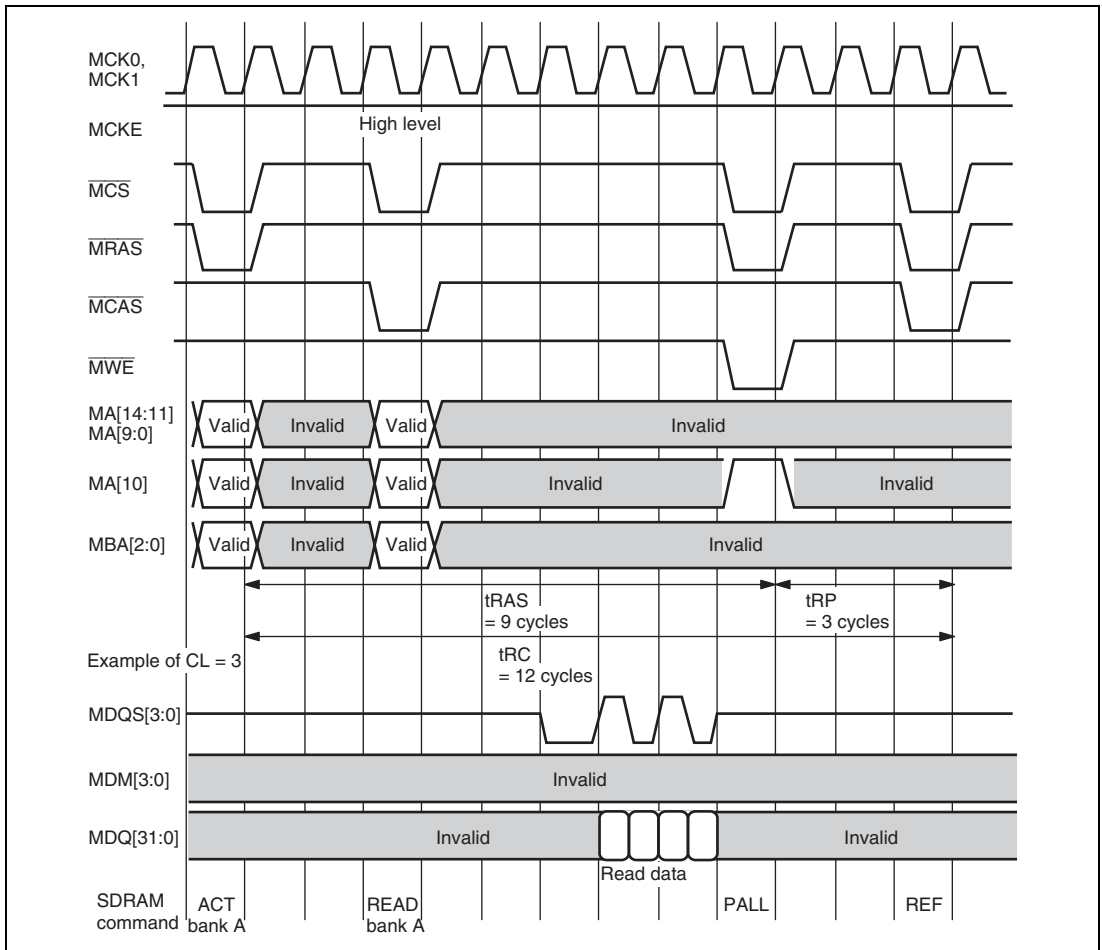 MCK0,
MCK1
MCKE
High level
MCS
MRAS
MCAS
MWE
MA[14:11]
MA[9:0]
Valid Invalid Valid Invalid
MA[10]
Valid Invalid Valid Invalid Invalid
MBA[2:0]
Valid Invalid Valid Invalid
tRAS
= 9 cycles
tRP
= 3 cycles
Example of CL = 3
tRC
= 12 cycles
MDQS[3:0]
MDM[3:0]
Invalid
MDQ[31:0]
Invalid Invalid
Read data
SDRAM
command
ACT
bank A
READ
bank A
PALL
REF